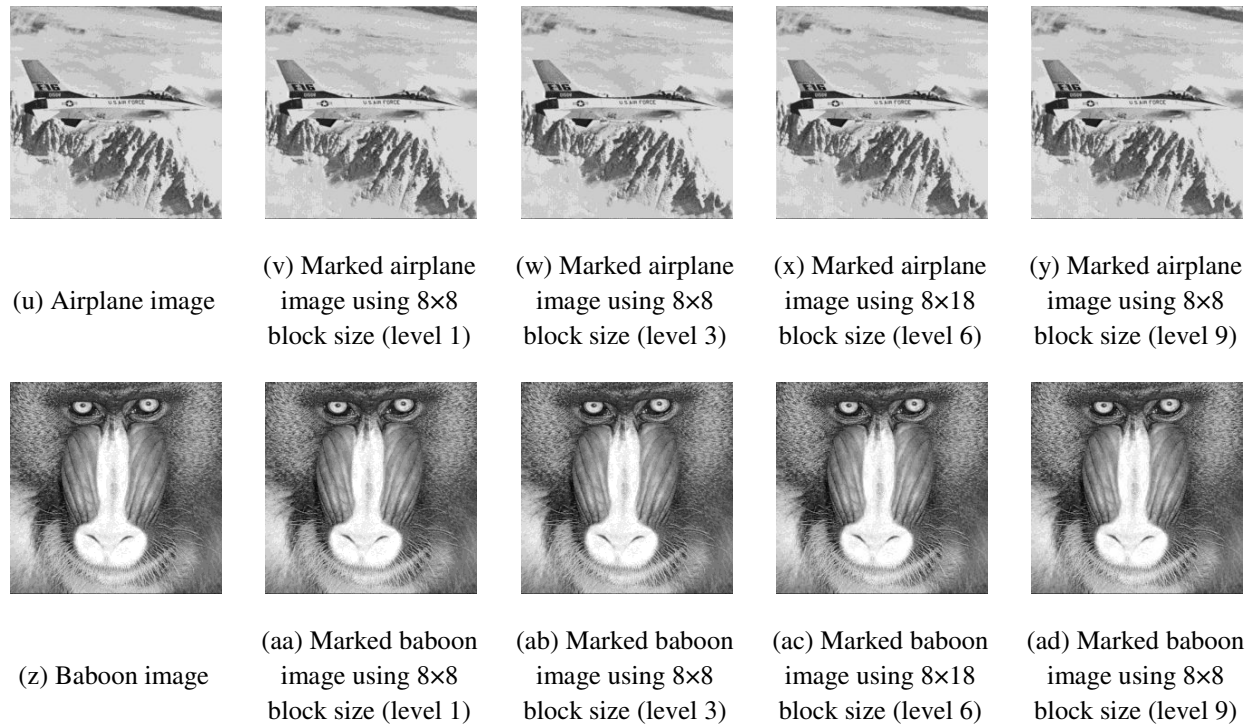 F-16
U.S. AIR FORCE
(u) Airplane image
(v) Marked airplane
image using 8×8
block size (level 1)
(w) Marked airplane
image using 8×8
block size (level 3)
(x) Marked airplane
image using 8×18
block size (level 6)
(y) Marked airplane
image using 8×8
block size (level 9)
(z) Baboon image
(aa) Marked baboon
image using 8×8
block size (level 1)
(ab) Marked baboon
image using 8×8
block size (level 3)
(ac) Marked baboon
image using 8×18
block size (level 6)
(ad) Marked baboon
image using 8×8
block size (level 9)